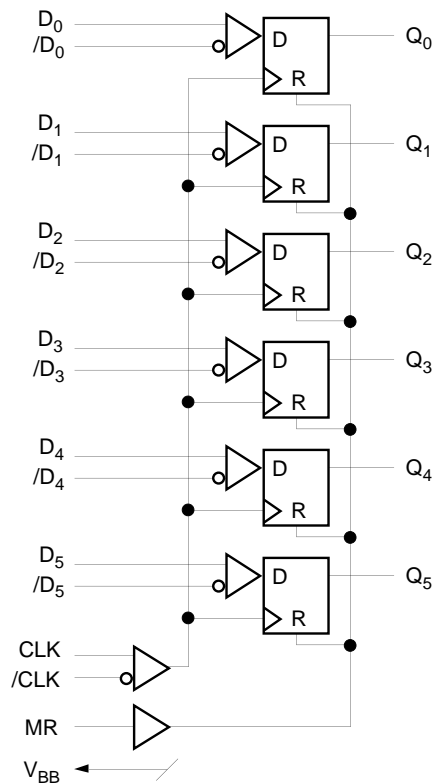 D0 D Q0
/D0
R
D1 D Q1
/D1
R
D2 D Q2
/D2
R
D3 D Q3
/D3
R
D4 D Q4
/D4
R
D5 D Q5
/D5
R
CLK
/CLK
MR
VBB